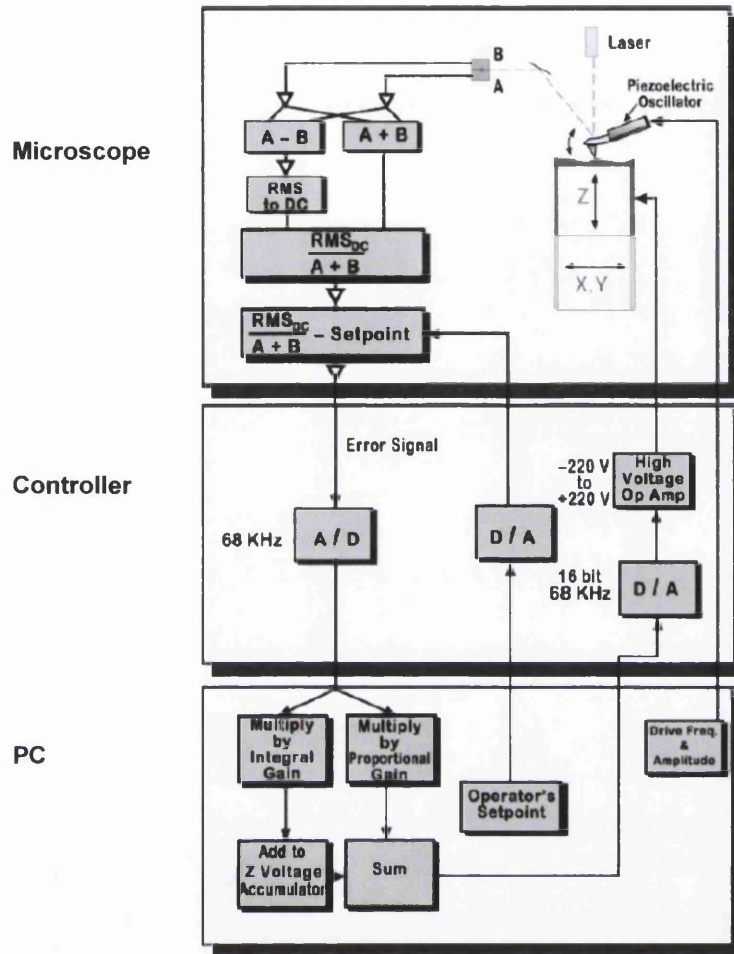 Microscope
Laser
B
A
Piezoelectric
Oscillator
A – B
A + B
RMS
to DC
Z
RMS_DC
A + B
X, Y
RMS_DC
A + B
– Setpoint
Controller
Error Signal
–220 V
to
+220 V
High
Voltage
Op Amp
68 KHz
A / D
D / A
16 bit
68 KHz
D / A
PC
Multiply
by
Integral
Gain
Multiply
by
Proportional
Gain
Drive Freq.
&
Amplitude
Operator's
Setpoint
Add to
Z Voltage
Accumulator
Sum